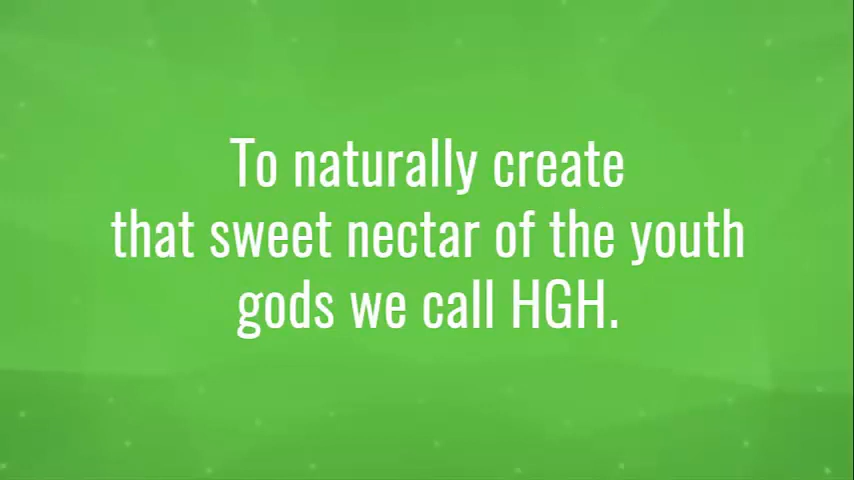 To naturally create
that sweet nectar of the youth
gods we call HGH.